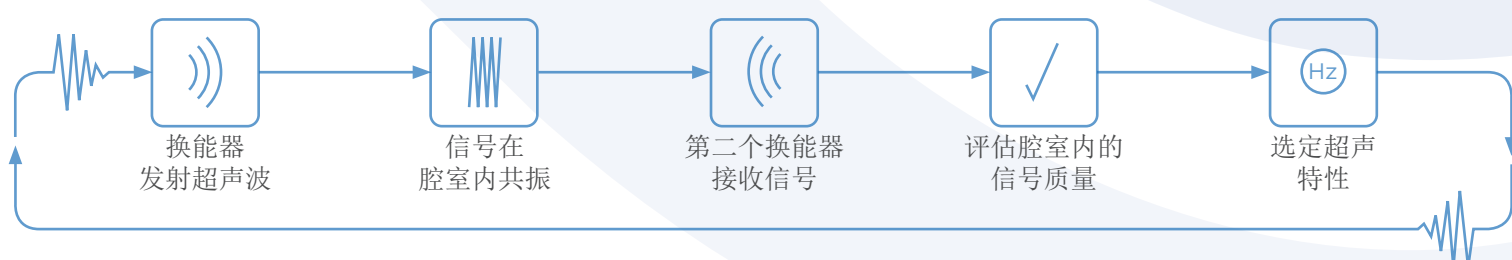 换能器
发射超声波
信号在
腔室内共振
第二个换能器
接收信号
评估腔室内的
信号质量
Hz
选定超声
特性